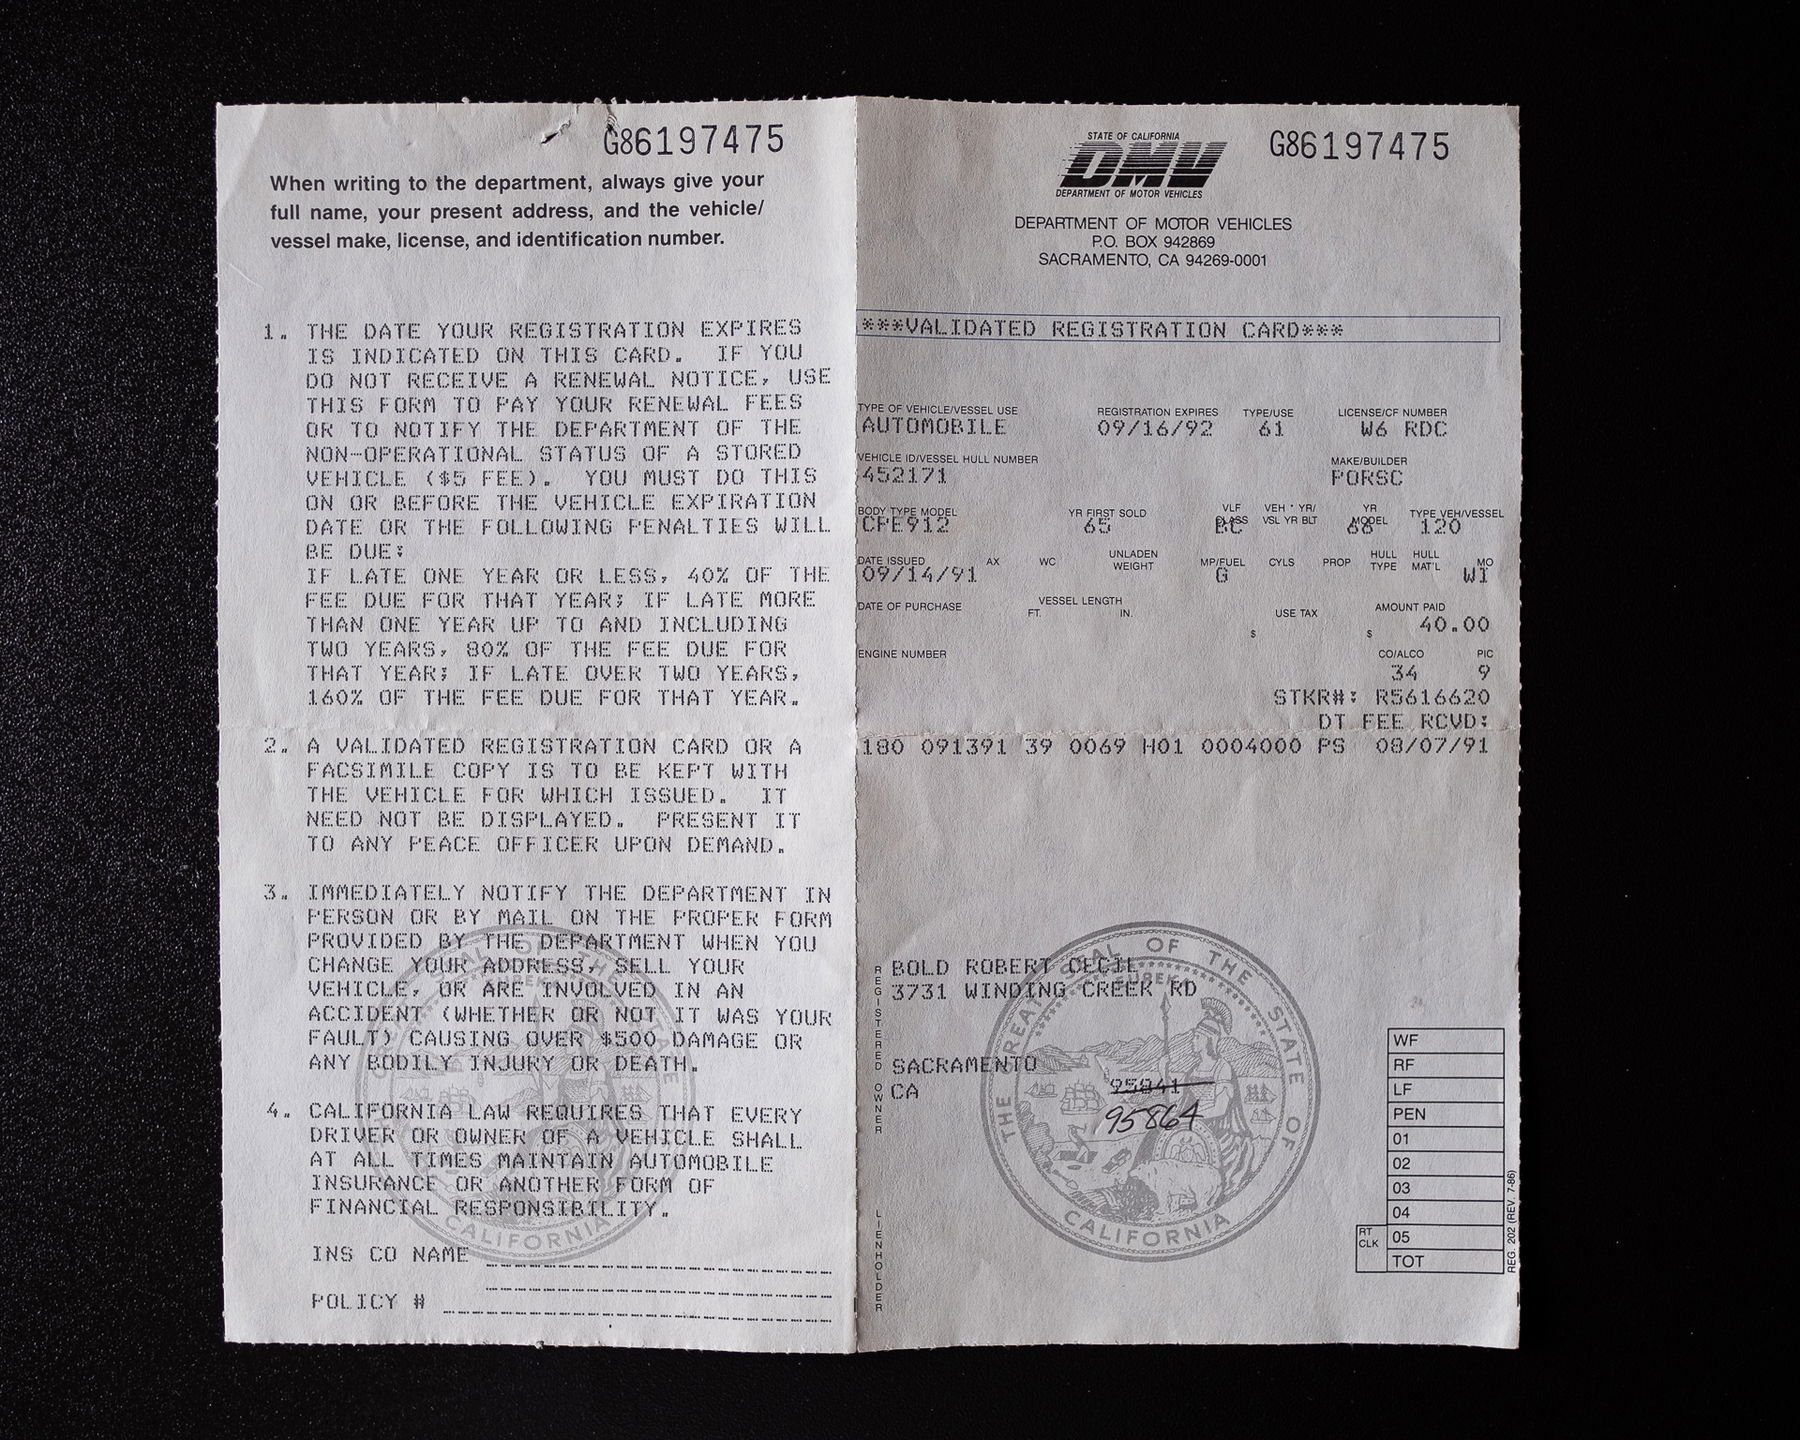 G86197475
When writing to the department, always give your
full name, your present address, and the vehicle/
vessel make, license, and identification number.
1. THE DATE YOUR REGISTRATION EXPIRES
IS INDICATED ON THIS CARD. IF YOU
DO NOT RECEIVE A RENEWAL NOTICE, USE
THIS FORM TO PAY YOUR RENEWAL FEES
OR TO NOTIFY THE DEPARTMENT OF THE
NON-OPERATIONAL STATUS OF A STORED
VEHICLE ($5 FEE). YOU MUST DO THIS
ON OR BEFORE THE VEHICLE EXPIRATION
DATE OR THE FOLLOWING PENALTIES WILL
BE DUE:
IF LATE ONE YEAR OR LESS, 40% OF THE
FEE DUE FOR THAT YEAR; IF LATE MORE
THAN ONE YEAR UP TO AND INCLUDING
TWO YEARS, 80% OF THE FEE DUE FOR
THAT YEAR; IF LATE OVER TWO YEARS,
160% OF THE FEE DUE FOR THAT YEAR.
2. A VALIDATED REGISTRATION CARD OR A
FACSIMILE COPY IS TO BE KEPT WITH
THE VEHICLE FOR WHICH ISSUED. IT
NEED NOT BE DISPLAYED. PRESENT IT
TO ANY PEACE OFFICER UPON DEMAND.
3. IMMEDIATELY NOTIFY THE DEPARTMENT IN
PERSON OR BY MAIL ON THE PROPER FORM
PROVIDED BY THE DEPARTMENT WHEN YOU
CHANGE YOUR ADDRESS, SELL YOUR
VEHICLE, OR ARE INVOLVED IN AN
ACCIDENT (WHETHER OR NOT IT WAS YOUR
FAULT) CAUSING OVER $500 DAMAGE OR
ANY BODILY INJURY OR DEATH.
4. CALIFORNIA LAW REQUIRES THAT EVERY
DRIVER OR OWNER OF A VEHICLE SHALL
AT ALL TIMES MAINTAIN AUTOMOBILE
INSURANCE OR ANOTHER FORM OF
FINANCIAL RESPONSIBILITY.
INS CO NAME
POLICY #
CALIFORNIA
STATE OF CALIFORNIA
DMV
DEPARTMENT OF MOTOR VEHICLES
G86197475
DEPARTMENT OF MOTOR VEHICLES
P.O. BOX 942869
SACRAMENTO, CA 94269-0001
***VALIDATED REGISTRATION CARD***
TYPE OF VEHICLE/VESSEL USE REGISTRATION EXPIRES TYPE/USE LICENSE/CF NUMBER
AUTOMOBILE 09/16/92 61 W6 RDC
VEHICLE ID/VESSEL HULL NUMBER MAKE/BUILDER
452171 PORSC
BODY TYPE MODEL YR FIRST SOLD VLF CLASS VEH * YR/ VSL YR BLT YR MODEL TYPE VEH/VESSEL
CPE912 65 BC 66 120
DATE ISSUED AX WC UNLADEN WEIGHT MP/FUEL CYLS PROP HULL TYPE HULL MAT'L MO
09/14/91 G WI
DATE OF PURCHASE VESSEL LENGTH FT. IN. USE TAX AMOUNT PAID
$ $ 40.00
ENGINE NUMBER CO/ALCO PIC
34 9
STKR#: R5616620
DT FEE RCVD:
180 091391 39 0069 H01 0004000 PS 08/07/91
REGISTERED OWNER
BOLD ROBERT CECIL
3731 WINDING CREEK RD
SACRAMENTO
CA 95841
95864
LIENHOLDER
THE GREAT SEAL OF THE STATE OF CALIFORNIA
EUREKA
WF
RF
LF
PEN
01
02
03
04
RT CLK 05
TOT
REG. 202 (REV. 7-86)